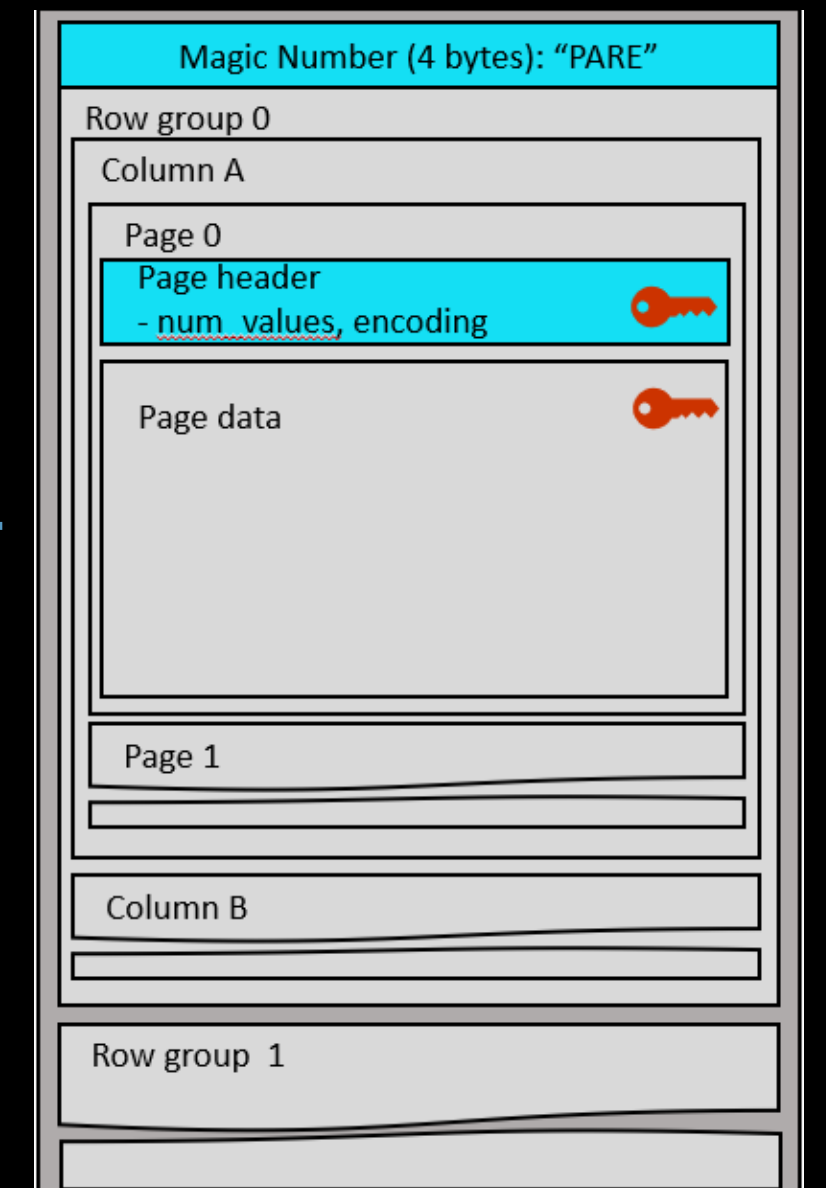 Magic Number (4 bytes): “PARE”
Row group 0
Column A
Page 0
Page header
- num_values, encoding
Page data
Page 1
Column B
Row group  1